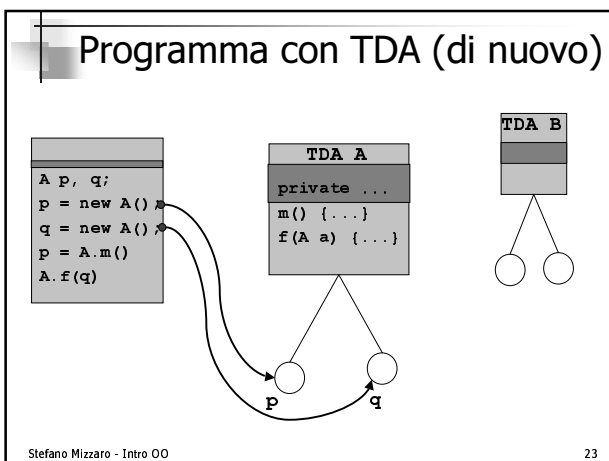 Programma con TDA (di nuovo)
A p, q;
p = new A();
q = new A();
p = A.m()
A.f(q)
TDA A
private ...
m() {...}
f(A a) {...}
p
q
TDA B
Stefano Mizzaro - Intro OO
23